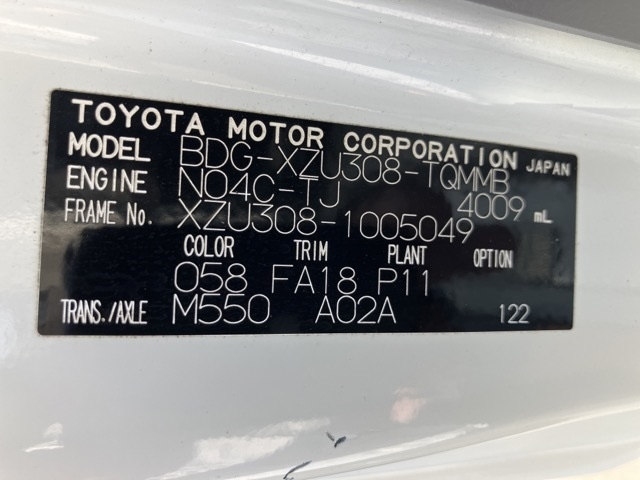 TOYOTA MOTOR CORPORATION JAPAN
MODEL BDG-XZU308-TQMMB
ENGINE N04C-TJ 4009 mL
FRAME No. XZU308-1005049
COLOR TRIM PLANT OPTION
058 FA18 P11
TRANS./AXLE M550 A02A 122